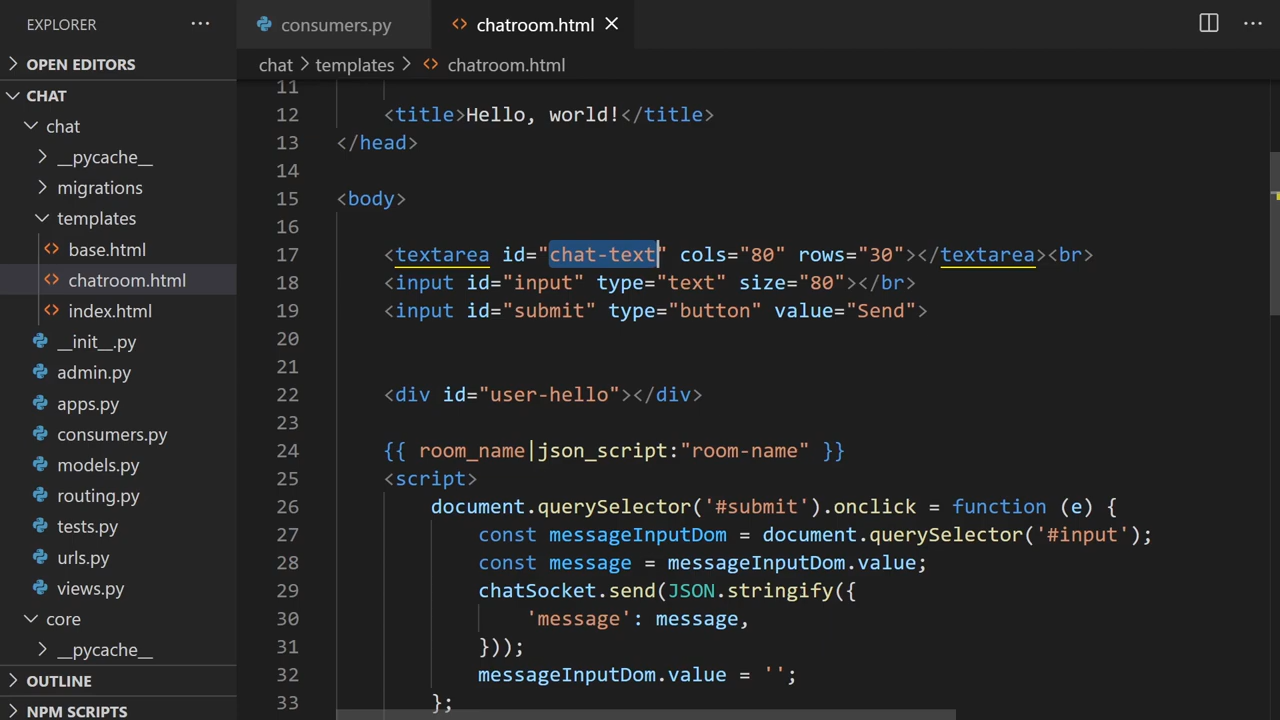 EXPLORER
OPEN EDITORS
CHAT
chat
__pycache__
migrations
templates
base.html
chatroom.html
index.html
__init__.py
admin.py
apps.py
consumers.py
models.py
routing.py
tests.py
urls.py
views.py
core
__pycache__
OUTLINE
NPM SCRIPTS
consumers.py
chatroom.html
chat > templates > chatroom.html
11
12 <title>Hello, world!</title>
13 </head>
14
15 <body>
16
17 <textarea id="chat-text" cols="80" rows="30"></textarea><br>
18 <input id="input" type="text" size="80"></br>
19 <input id="submit" type="button" value="Send">
20
21
22 <div id="user-hello"></div>
23
24 {{ room_name|json_script:"room-name" }}
25 <script>
26 document.querySelector('#submit').onclick = function (e) {
27 const messageInputDom = document.querySelector('#input');
28 const message = messageInputDom.value;
29 chatSocket.send(JSON.stringify({
30 'message': message,
31 }));
32 messageInputDom.value = '';
33 };